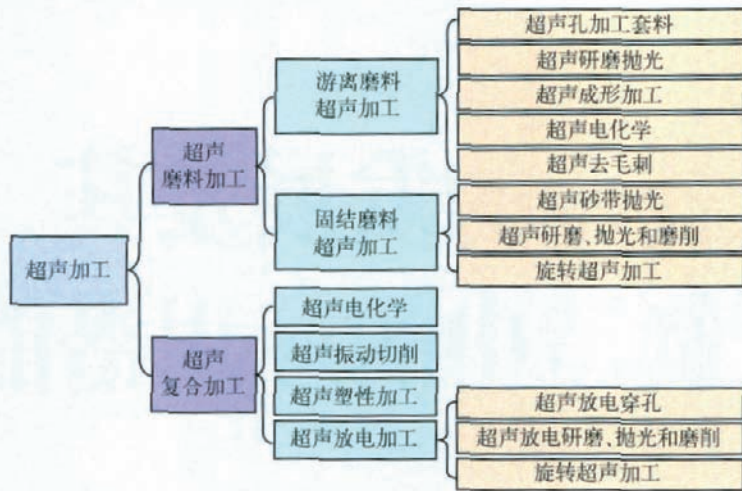 超声加工
超声
磨料加工
游离磨料
超声加工
超声孔加工套料
超声研磨抛光
超声成形加工
超声电化学
超声去毛刺
固结磨料
超声加工
超声砂带抛光
超声研磨、抛光和磨削
旋转超声加工
超声
复合加工
超声电化学
超声振动切削
超声塑性加工
超声放电加工
超声放电穿孔
超声放电研磨、抛光和磨削
旋转超声加工